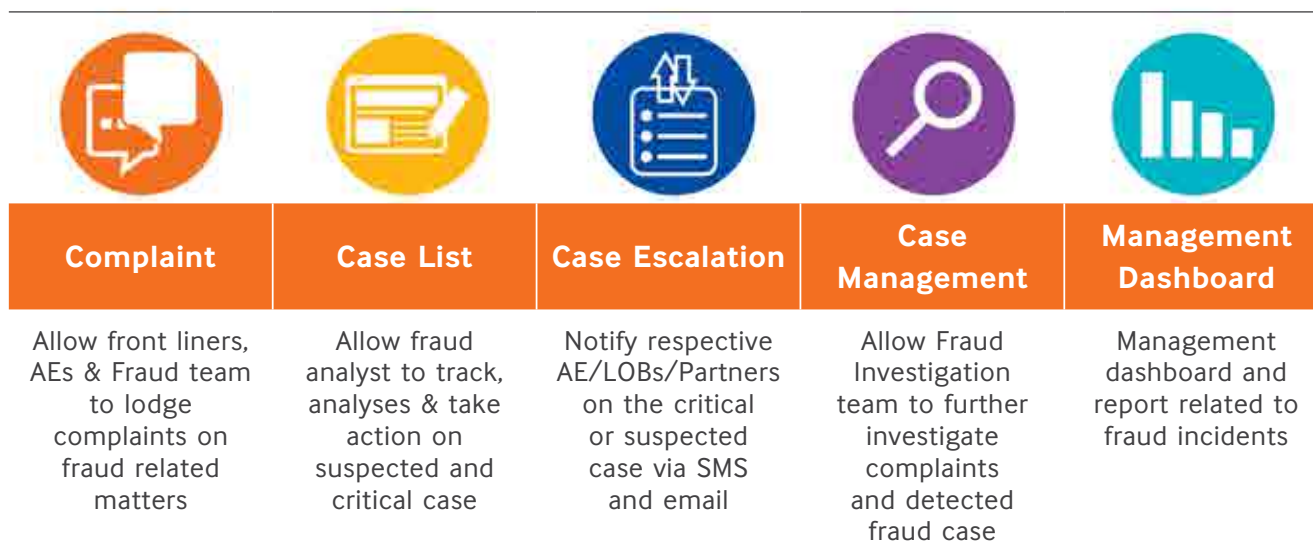 Complaint
Allow front liners,
AEs & Fraud team
to lodge
complaints on
fraud related
matters
Case List
Allow fraud
analyst to track,
analyses & take
action on
suspected and
critical case
Case Escalation
Notify respective
AE/LOBs/Partners
on the critical
or suspected
case via SMS
and email
Case
Management
Allow Fraud
Investigation
team to further
investigate
complaints
and detected
fraud case
Management
Dashboard
Management
dashboard and
report related to
fraud incidents